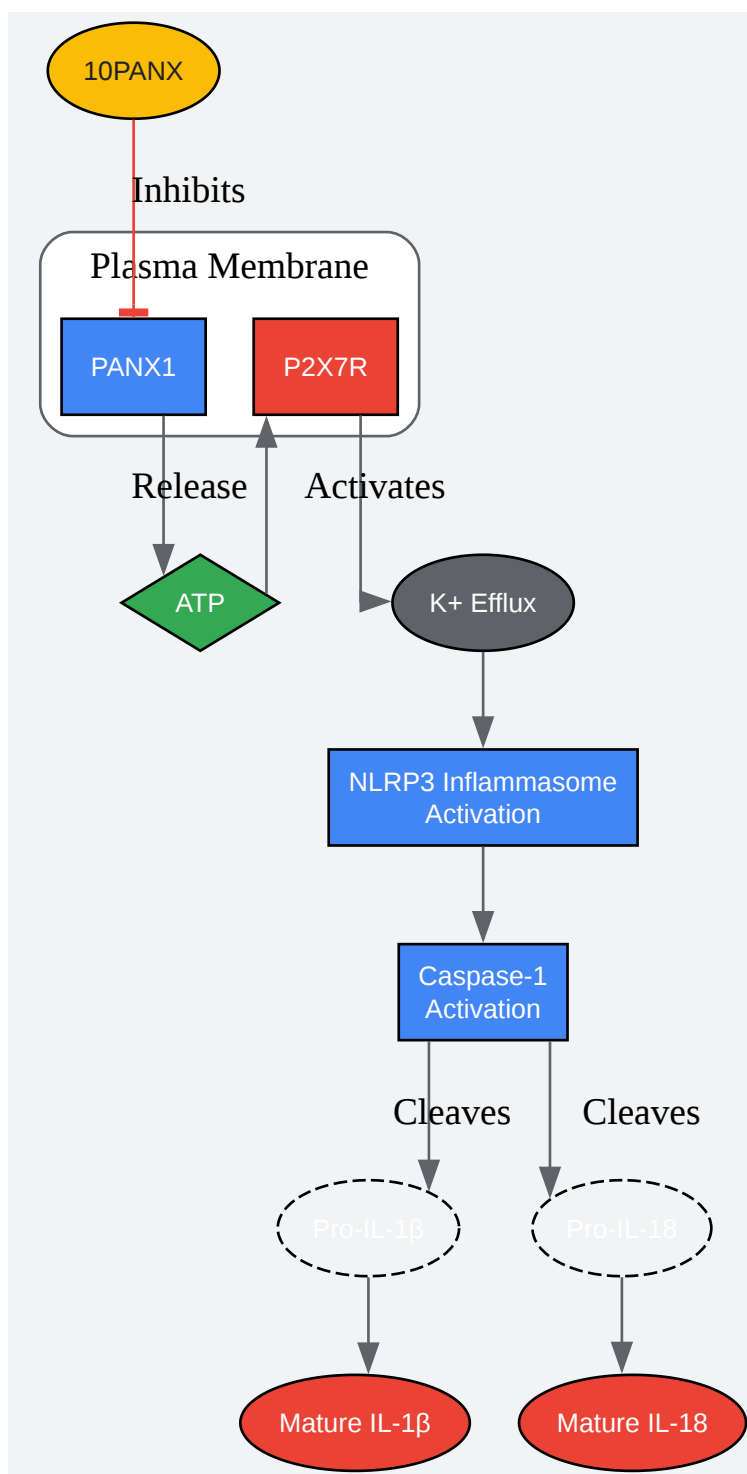 10PANX
Inhibits
Plasma Membrane
PANX1
P2X7R
Release
Activates
ATP
K+ Efflux
NLRP3 Inflammasome
Activation
Caspase-1
Activation
Cleaves
Cleaves
Pro-IL-1β
Pro-IL-18
Mature IL-1β
Mature IL-18